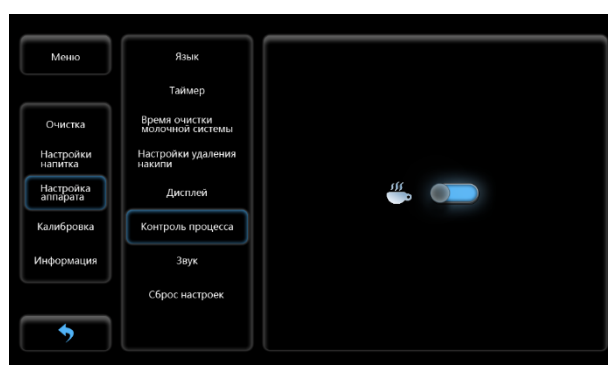 Меню
Очистка
Настройки
напитка
Настройка
аппарата
Калибровка
Информация
Язык
Таймер
Время очистки
молочной системы
Настройки удаления
накипи
Дисплей
Контроль процесса
Звук
Сброс настроек